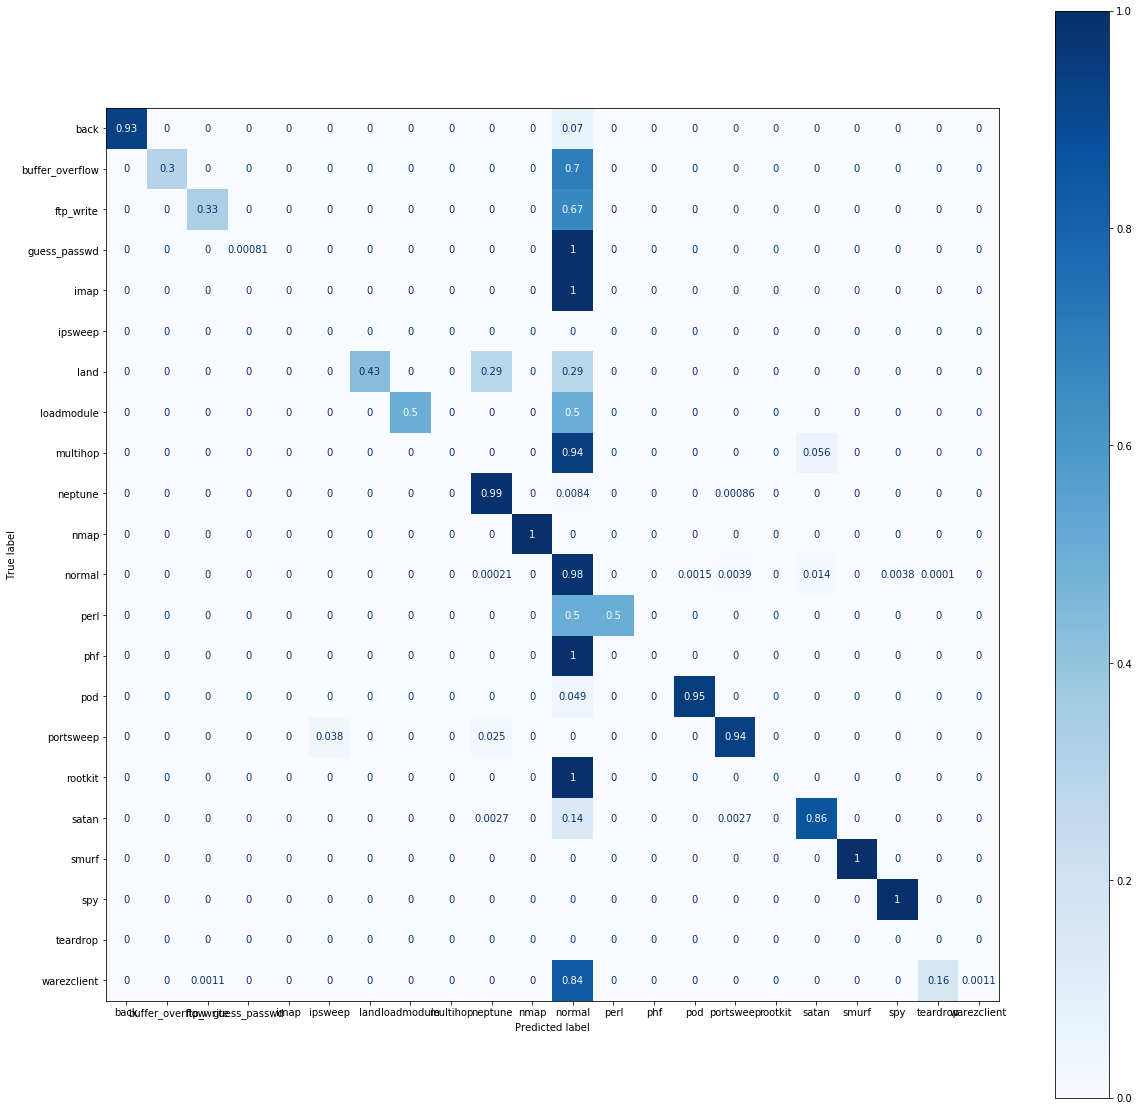 1.0
back 0.93 0 0 0 0 0 0 0 0 0 0 0.07 0 0 0 0 0 0 0 0 0 0
buffer_overflow 0 0.3 0 0 0 0 0 0 0 0 0 0.7 0 0 0 0 0 0 0 0 0 0
ftp_write 0 0 0.33 0 0 0 0 0 0 0 0 0.67 0 0 0 0 0 0 0 0 0 0
0.8
guess_passwd 0 0 0 0.00081 0 0 0 0 0 0 0 1 0 0 0 0 0 0 0 0 0 0
imap 0 0 0 0 0 0 0 0 0 0 0 1 0 0 0 0 0 0 0 0 0 0
ipsweep 0 0 0 0 0 0 0 0 0 0 0 0 0 0 0 0 0 0 0 0 0 0
land 0 0 0 0 0 0 0.43 0 0 0.29 0 0.29 0 0 0 0 0 0 0 0 0 0
loadmodule 0 0 0 0 0 0 0 0.5 0 0 0 0.5 0 0 0 0 0 0 0 0 0 0
0.6
multihop 0 0 0 0 0 0 0 0 0 0 0 0.94 0 0 0 0 0 0.056 0 0 0 0
neptune 0 0 0 0 0 0 0 0 0 0.99 0 0.0084 0 0 0 0.00086 0 0 0 0 0 0
nmap 0 0 0 0 0 0 0 0 0 0 1 0 0 0 0 0 0 0 0 0 0 0
True label
normal 0 0 0 0 0 0 0 0 0 0.00021 0 0.98 0 0 0.0015 0.0039 0 0.014 0 0.0038 0.0001 0
perl 0 0 0 0 0 0 0 0 0 0 0 0.5 0.5 0 0 0 0 0 0 0 0 0
phf 0 0 0 0 0 0 0 0 0 0 0 1 0 0 0 0 0 0 0 0 0 0
0.4
pod 0 0 0 0 0 0 0 0 0 0 0 0.049 0 0 0.95 0 0 0 0 0 0 0
portsweep 0 0 0 0 0 0.038 0 0 0 0.025 0 0 0 0 0 0.94 0 0 0 0 0 0
rootkit 0 0 0 0 0 0 0 0 0 0 0 1 0 0 0 0 0 0 0 0 0 0
satan 0 0 0 0 0 0 0 0 0 0.0027 0 0.14 0 0 0 0.0027 0 0.86 0 0 0 0
smurf 0 0 0 0 0 0 0 0 0 0 0 0 0 0 0 0 0 0 1 0 0 0
0.2
spy 0 0 0 0 0 0 0 0 0 0 0 0 0 0 0 0 0 0 0 1 0 0
teardrop 0 0 0 0 0 0 0 0 0 0 0 0 0 0 0 0 0 0 0 0 0 0
warezclient 0 0 0.0011 0 0 0 0 0 0 0 0 0.84 0 0 0 0 0 0 0 0 0.16 0.0011
back buffer_overflow ftp_write guess_passwd imap ipsweep land loadmodule multihop neptune nmap normal perl phf pod portsweep rootkit satan smurf spy teardrop warezclient
Predicted label
0.0